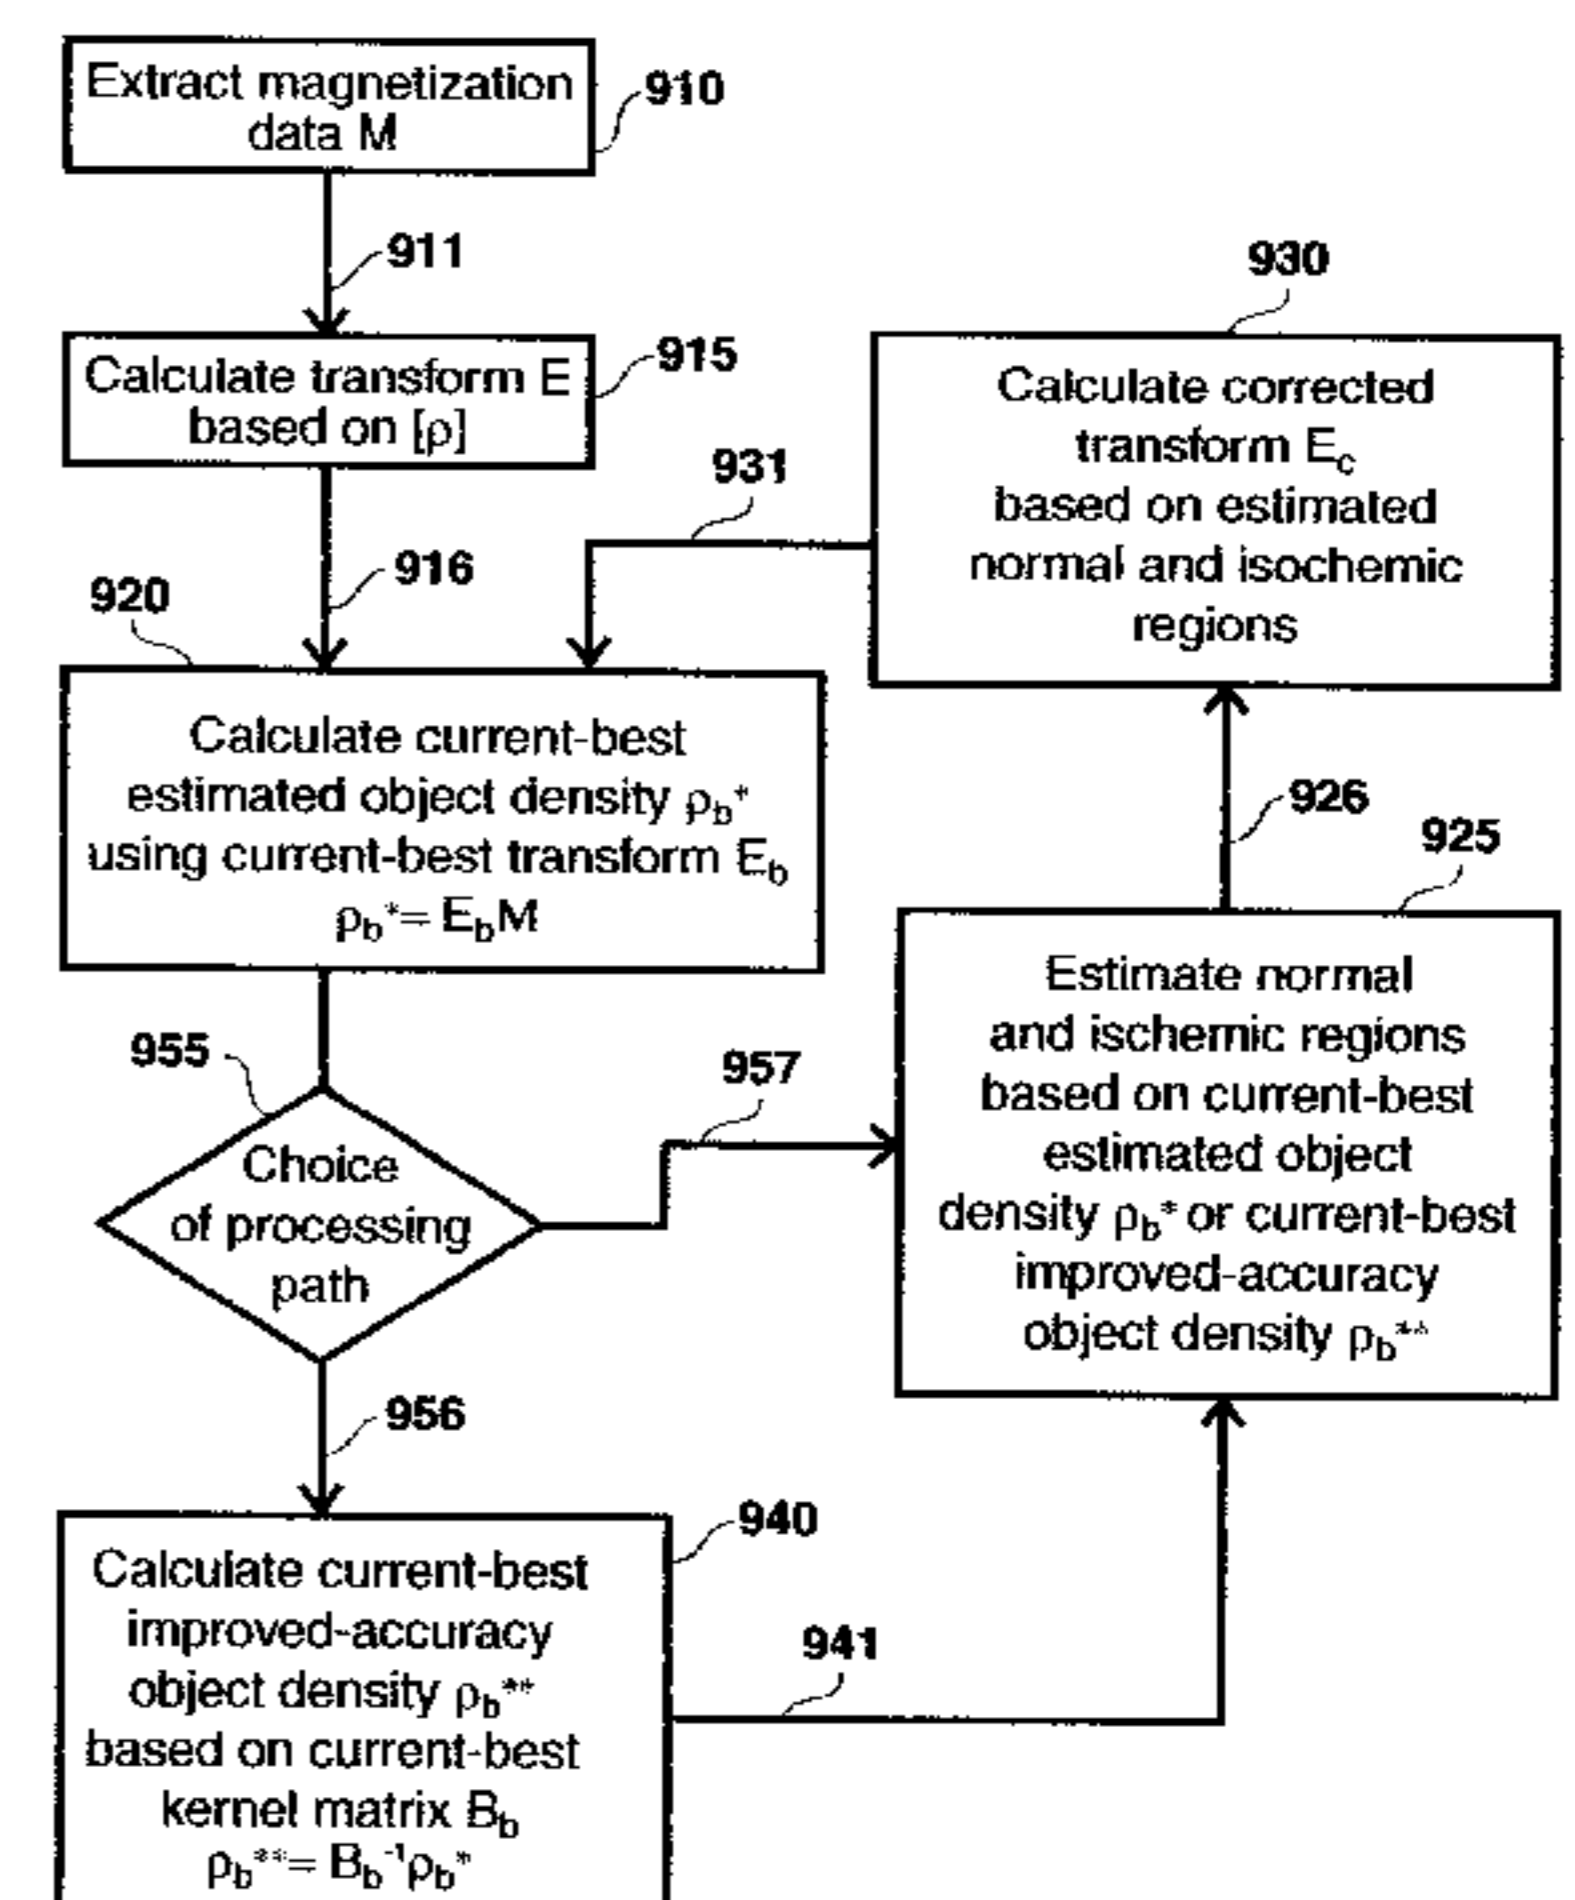 Extract magnetization
data M
910
911
Calculate transform E
based on [ρ]
915
916
920
Calculate current-best
estimated object density ρb*
using current-best transform Eb
ρb*= EbM
930
Calculate corrected
transform Ec
based on estimated
normal and isochemic
regions
931
926
925
Estimate normal
and ischemic regions
based on current-best
estimated object
density ρb* or current-best
improved-accuracy
object density ρb**
955
Choice
of processing
path
957
956
940
Calculate current-best
improved-accuracy
object density ρb**
based on current-best
kernel matrix Bb
ρb**= Bb-1ρb*
941